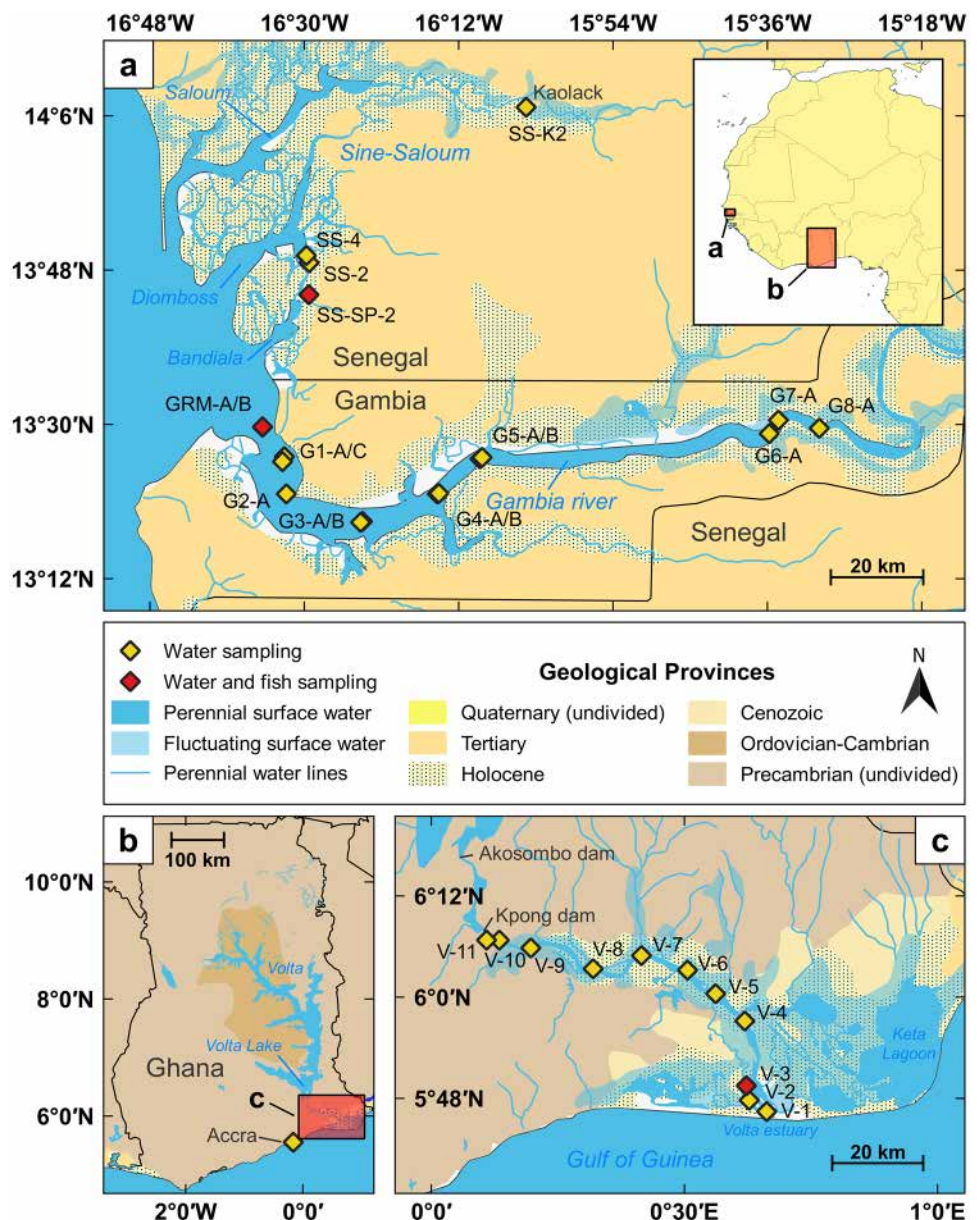 16°48'W
16°30'
16°12'
15°54'
15°36'
15°18'
a
Saloum
Kaolack
14°6'
SS-K2
Sine-Saloum
SS-4
13°48'
SS-2
Diomboss
SS-SP-2
Bandiala
Senegal
a
b
Gambia
GRM-A/B
13°30'
G7-A
G8-A
G5-A/B
G1-A/C
G6-A
G2-A
Gambia river
G3-A/B
G4-A/B
Senegal
13°12'
20 km
Water sampling
Water and fish sampling
Perennial surface water
Fluctuating surface water
Perennial water lines
Geological Provinces
Quaternary (undivided)
Tertiary
Holocene
Cenozoic
Ordovician-Cambrian
Precambrian (undivided)
N
b
100 km
10°0'N
Volta
8°0'N
Volta Lake
Ghana
c
6°0'N
Accra
2°0'W
0°0'
c
Akosombo dam
6°12'N
Kpong dam
V-11
V-10
V-9
V-8
V-7
V-6
V-5
6°0'N
V-4
Keta
Lagoon
V-3
V-2
5°48'N
V-1
Volta estuary
Gulf of Guinea
20 km
0°0'
0°30'E
1°0'E